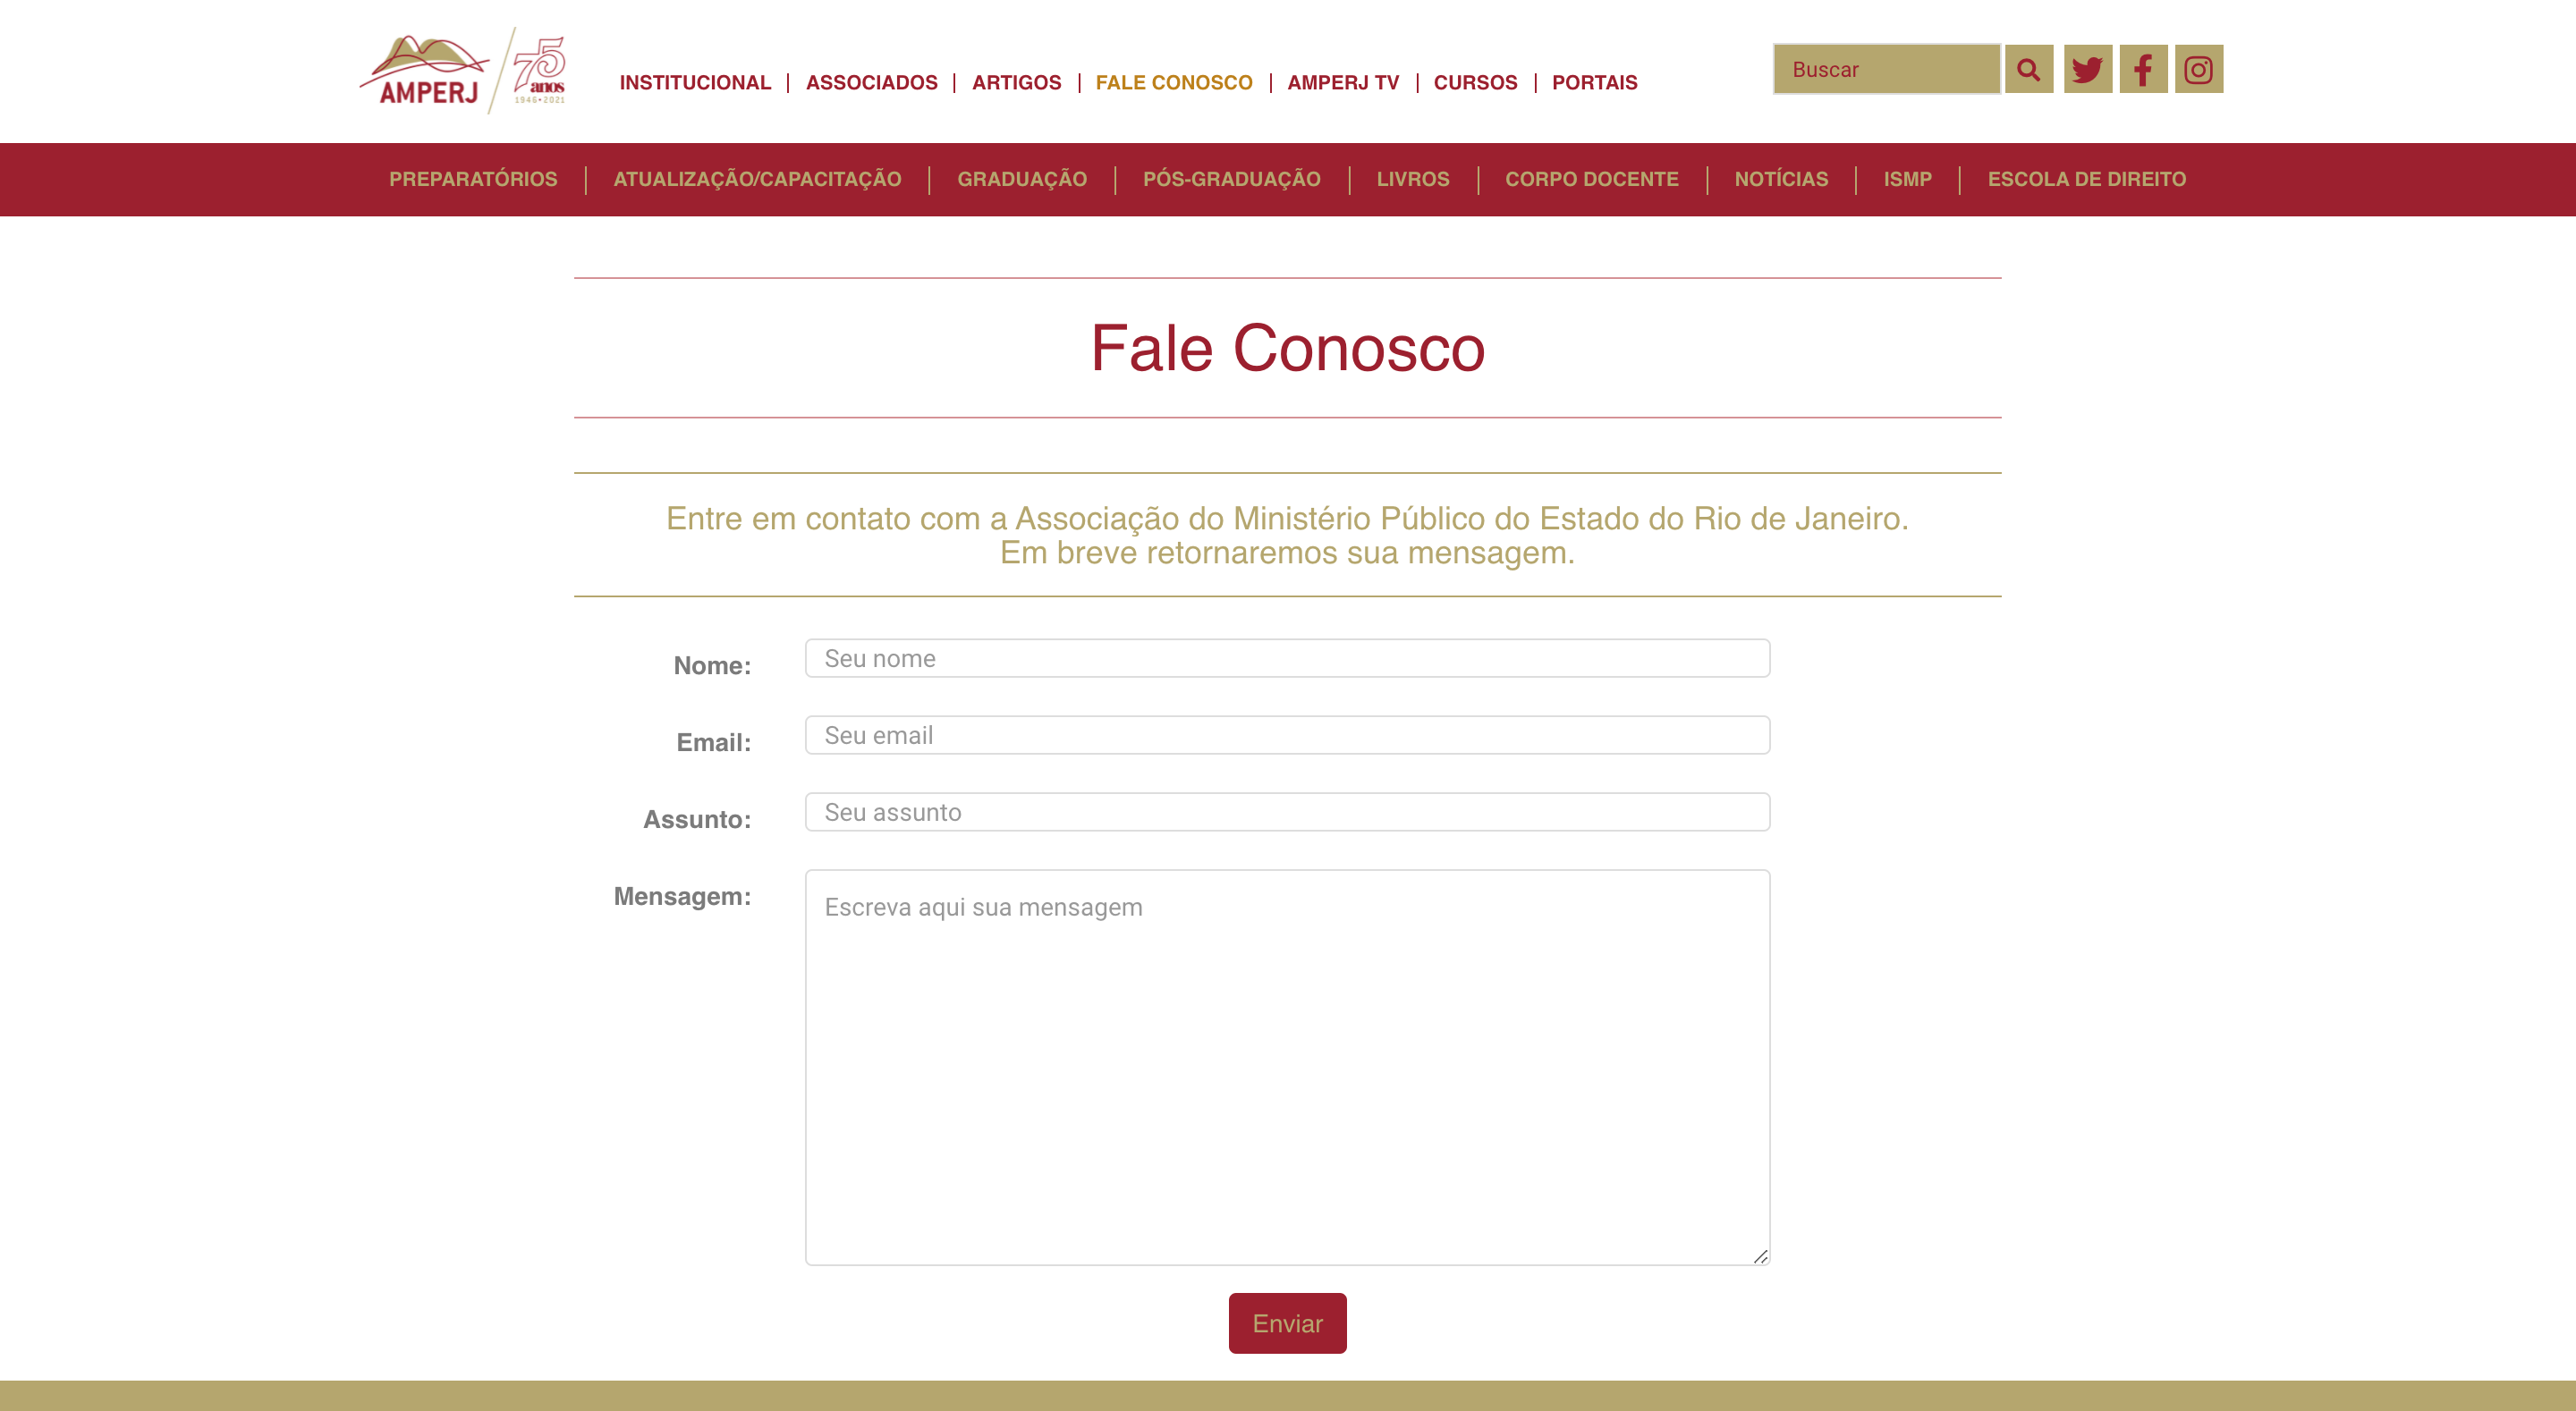 AMPERJ
75
anos
1946•2021
INSTITUCIONAL | ASSOCIADOS | ARTIGOS | FALE CONOSCO | AMPERJ TV | CURSOS | PORTAIS
Buscar
PREPARATÓRIOS | ATUALIZAÇÃO/CAPACITAÇÃO | GRADUAÇÃO | PÓS-GRADUAÇÃO | LIVROS | CORPO DOCENTE | NOTÍCIAS | ISMP | ESCOLA DE DIREITO
Fale Conosco
Entre em contato com a Associação do Ministério Público do Estado do Rio de Janeiro.
Em breve retornaremos sua mensagem.
Nome: Seu nome
Email: Seu email
Assunto: Seu assunto
Mensagem: Escreva aqui sua mensagem
Enviar